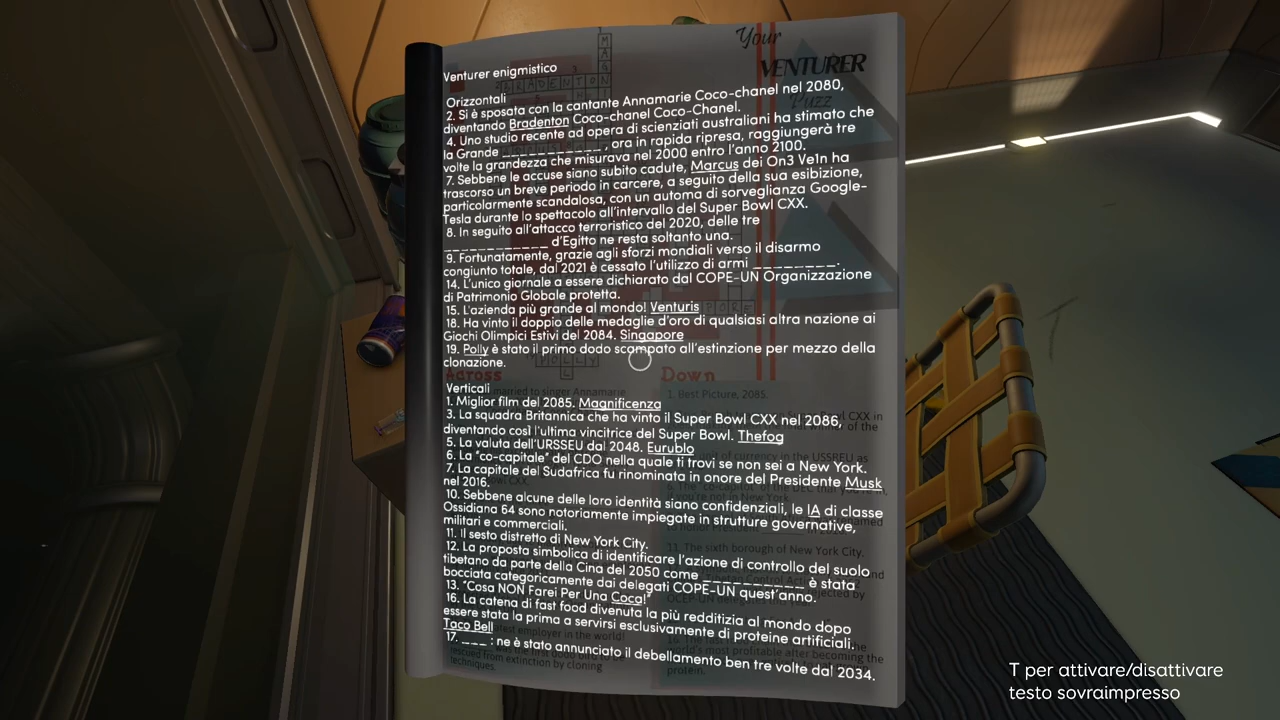 Your
VENTURER
Puzz
Venturer enigmistico
Orizzontali
2. Si è sposata con la cantante Annamarie Coco-chanel nel 2080,
diventando Bradenton Coco-chanel Coco-Chanel.
4. Uno studio recente ad opera di scienziati australiani ha stimato che
la Grande ____________ , ora in rapida ripresa, raggiungerà tre
volte la grandezza che misurava nel 2000 entro l'anno 2100.
7. Sebbene le accuse siano subito cadute, Marcus dei On3 Ve1n ha
trascorso un breve periodo in carcere, a seguito della sua esibizione,
particolarmente scandalosa, con un automa di sorveglianza Google-
Tesla durante lo spettacolo all'intervallo del Super Bowl CXX.
8. In seguito all'attacco terroristico del 2020, delle tre
____________ d'Egitto ne resta soltanto una.
9. Fortunatamente, grazie agli sforzi mondiali verso il disarmo
congiunto totale, dal 2021 è cessato l'utilizzo di armi _________.
14. L'unico giornale a essere dichiarato dal COPE-UN Organizzazione
di Patrimonio Globale protetta.
15. L'azienda più grande al mondo! Venturis
18. Ha vinto il doppio delle medaglie d'oro di qualsiasi altra nazione ai
Giochi Olimpici Estivi del 2084. Singapore
19. Polly è stato il primo dodo scampato all'estinzione per mezzo della
clonazione.
Across
Down
Verticali
1. Miglior film del 2085. Magnificenza
3. La squadra Britannica che ha vinto il Super Bowl CXX nel 2086,
diventando così l'ultima vincitrice del Super Bowl. Thefog
5. La valuta dell'URSSEU dal 2048. Eurublo
6. La "co-capitale" del CDO nella quale ti trovi se non sei a New York.
7. La capitale del Sudafrica fu rinominata in onore del Presidente Musk
nel 2016.
10. Sebbene alcune delle loro identità siano confidenziali, le IA di classe
Ossidiana 64 sono notoriamente impiegate in strutture governative,
militari e commerciali.
11. Il sesto distretto di New York City.
12. La proposta simbolica di identificare l'azione di controllo del suolo
tibetano da parte della Cina del 2050 come ___________ è stata
bocciata categoricamente dai delegati COPE-UN quest'anno.
13. "Cosa NON Farei Per Una Coca!"
16. La catena di fast food divenuta la più redditizia al mondo dopo
essere stata la prima a servirsi esclusivamente di proteine artificiali.
Taco Bell
17. ___ : ne è stato annunciato il debellamento ben tre volte dal 2034.
T per attivare/disattivare
testo sovraimpresso